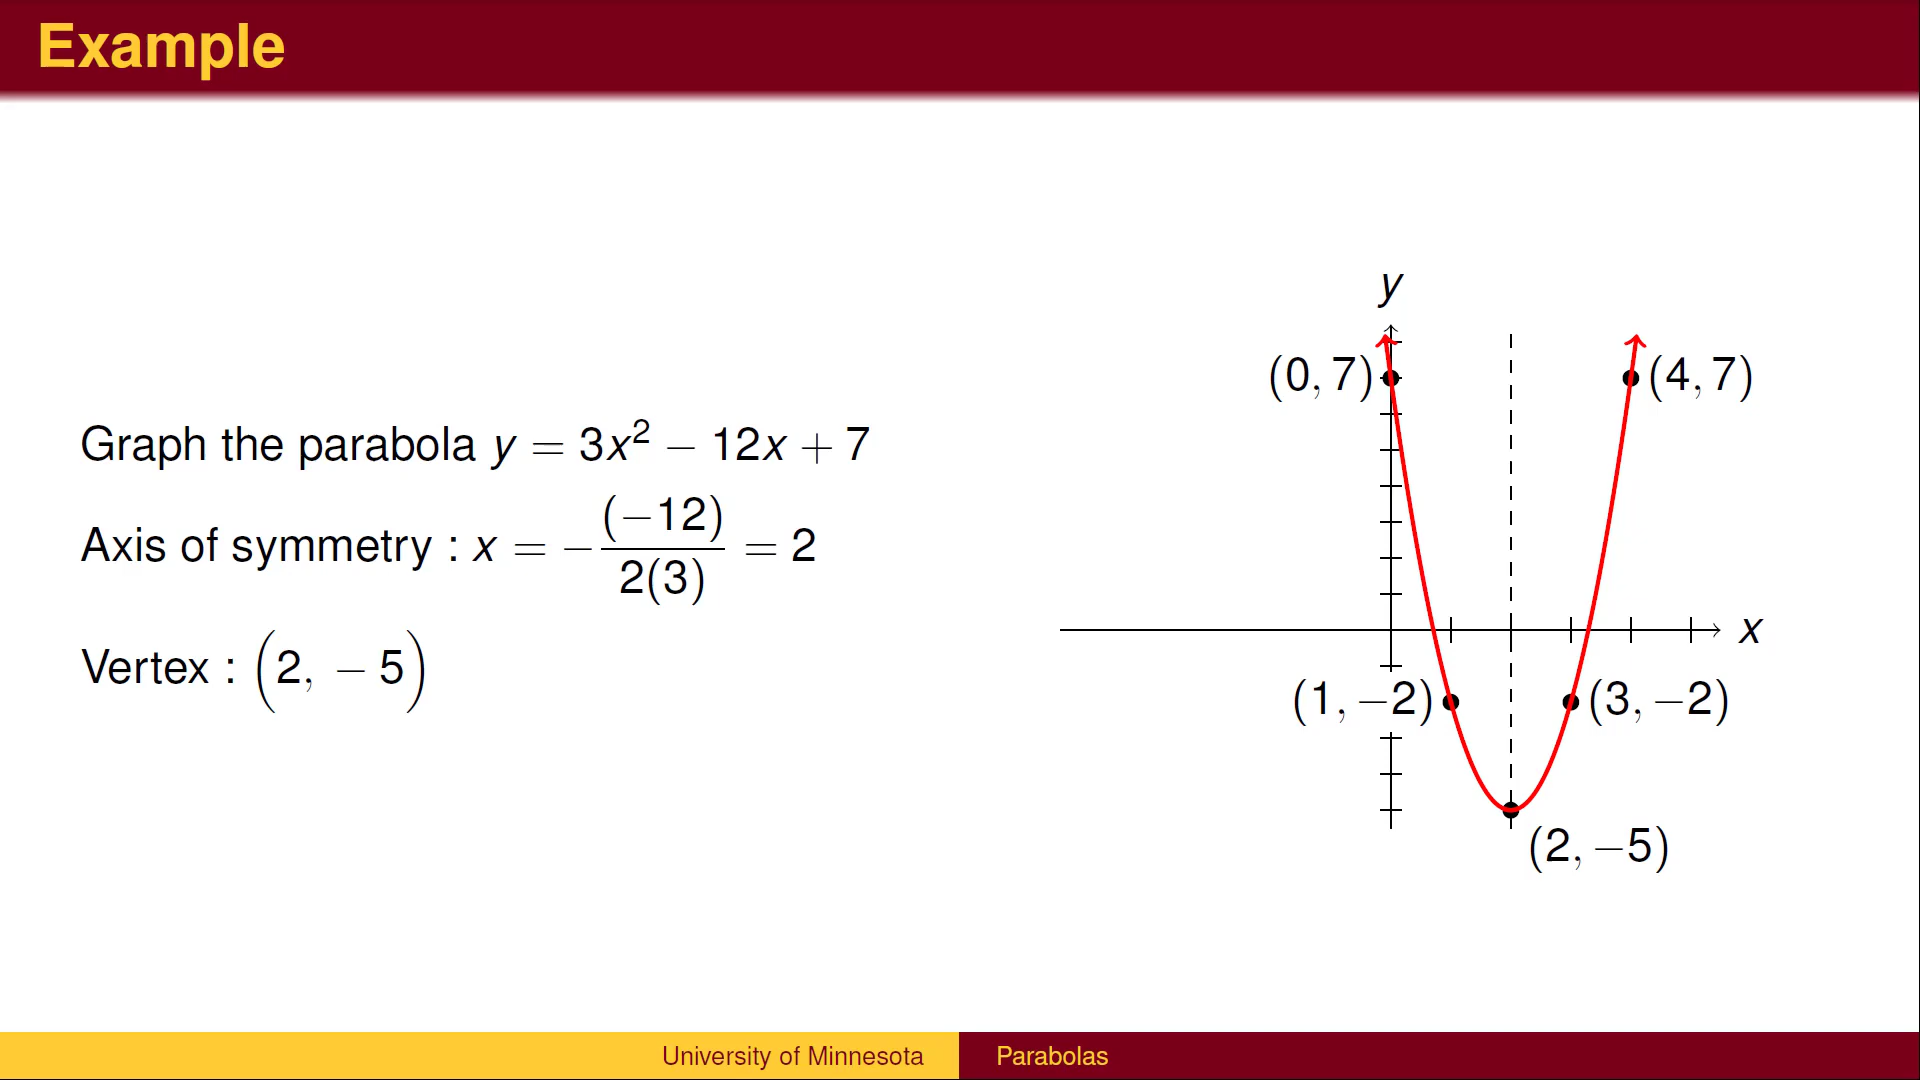 Example
Graph the parabola y = 3x² − 12x + 7
Axis of symmetry : x = −(−12)/2(3) = 2
Vertex : (2, − 5)
y
(0, 7)
(4, 7)
x
(1, −2)
(3, −2)
(2, −5)
University of Minnesota
Parabolas